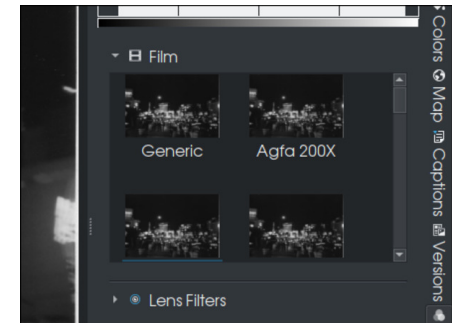 Film
Generic
Agfa 200X
Lens Filters
Colors
Map
Captions
Versions